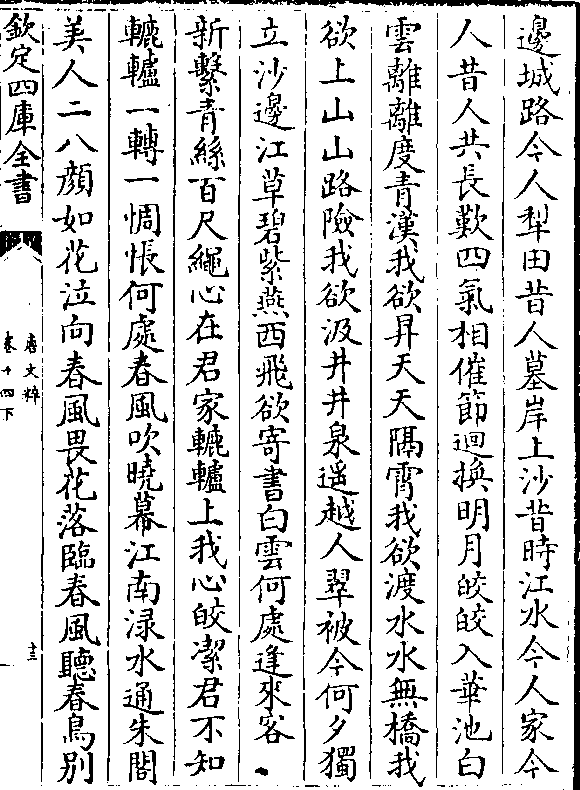 邊城路今人犁田昔人墓岸上沙昔時江水今人家今
人昔人共長歎四氣相催節迴換明月皎皎入華池白
雲離離度青漢我欲昇天天隔霄我欲渡水水無橋我
欲上山山路險我欲汲井井泉遥越人翠被今何夕獨
立沙邊江草碧紫燕西飛欲寄書白雲何處逢來客
新繫青絲百尺繩心在君家轆轤上我心皎潔君不知
轆轤一轉一惆悵何處春風吹曉幕江南渌水通朱閣
美人二八顔如花泣向春風畏花落臨春風聽春鳥别
欽定四庫全書
唐文粹
卷十四下
十三